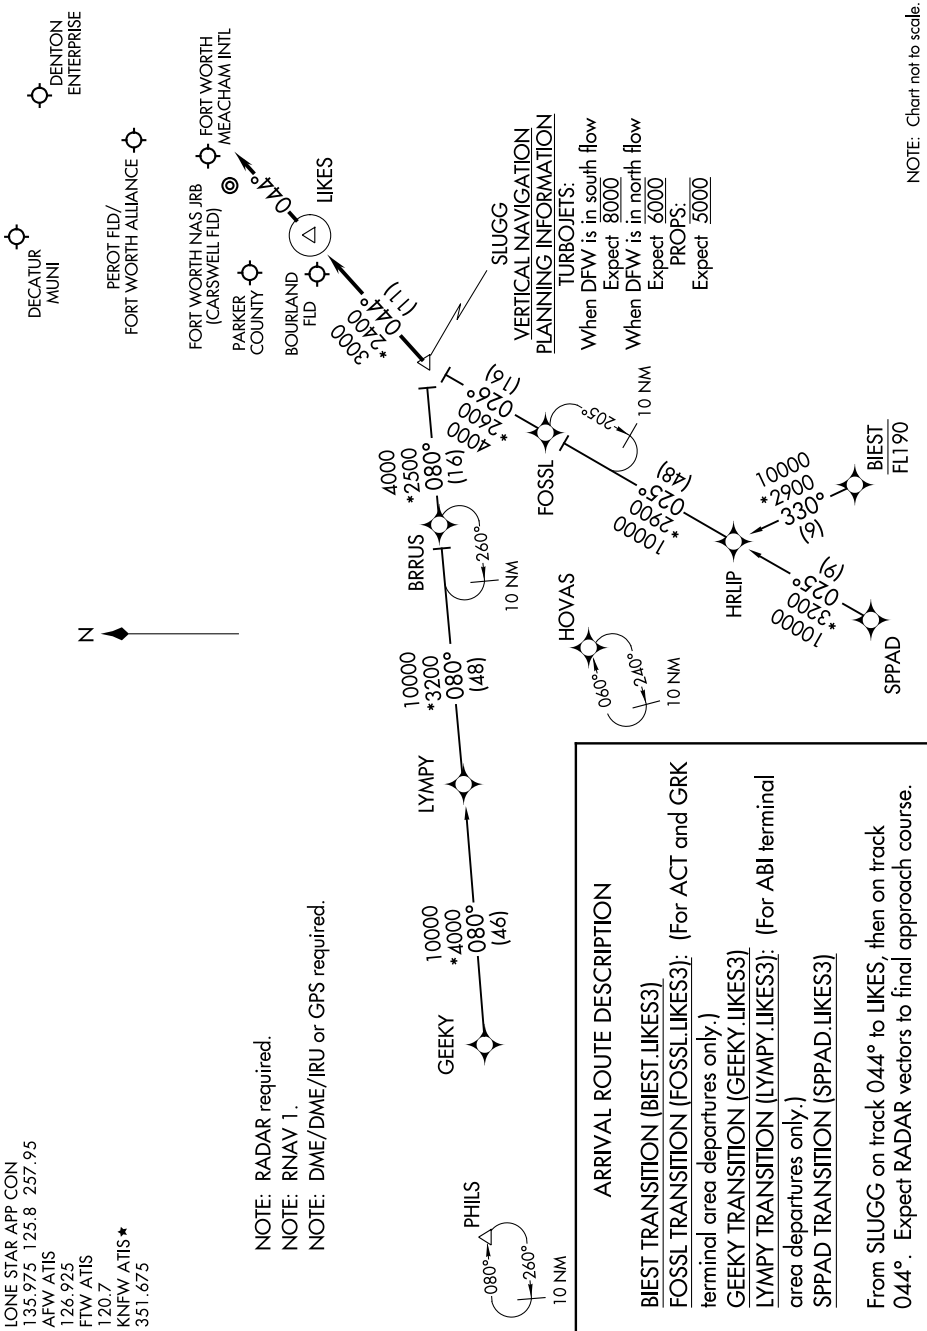 LONE STAR APP CON
135.975 125.8 257.95
AFW ATIS
126.925
FTW ATIS
120.7
KNFW ATIS ★
351.675
NOTE: RADAR required.
NOTE: RNAV 1.
NOTE: DME/DME/IRU or GPS required.
N
DECATUR
MUNI
DENTON
ENTERPRISE
PEROT FLD/
FORT WORTH ALLIANCE
FORT WORTH NAS JRB
(CARSWELL FLD)
FORT WORTH
MEACHAM INTL
PARKER
COUNTY
BOURLAND
FLD
044°
LIKES
3000
*2400
044°
(11)
SLUGG
VERTICAL NAVIGATION
PLANNING INFORMATION
TURBOJETS:
When DFW is in south flow
Expect 8000
When DFW is in north flow
Expect 6000
PROPS:
Expect 5000
4000
*2500
080°
(16)
BRRUS
260°
10 NM
10000
*3200
080°
(48)
LYMPY
10000
*4000
080°
(46)
GEEKY
PHILS
080°
260°
10 NM
4000
*2600
026°
(16)
FOSSL
205°
10 NM
10000
*2900
025°
(48)
HRLIP
10000
*2900
330°
(9)
BIEST
FL190
10000
*3200
025°
(9)
SPPAD
HOVAS
060°
240°
10 NM
ARRIVAL ROUTE DESCRIPTION
BIEST TRANSITION (BIEST.LIKES3)
FOSSL TRANSITION (FOSSL.LIKES3): (For ACT and GRK
terminal area departures only.)
GEEKY TRANSITION (GEEKY.LIKES3)
LYMPY TRANSITION (LYMPY.LIKES3): (For ABI terminal
area departures only.)
SPPAD TRANSITION (SPPAD.LIKES3)
From SLUGG on track 044° to LIKES, then on track
044°. Expect RADAR vectors to final approach course.
NOTE: Chart not to scale.